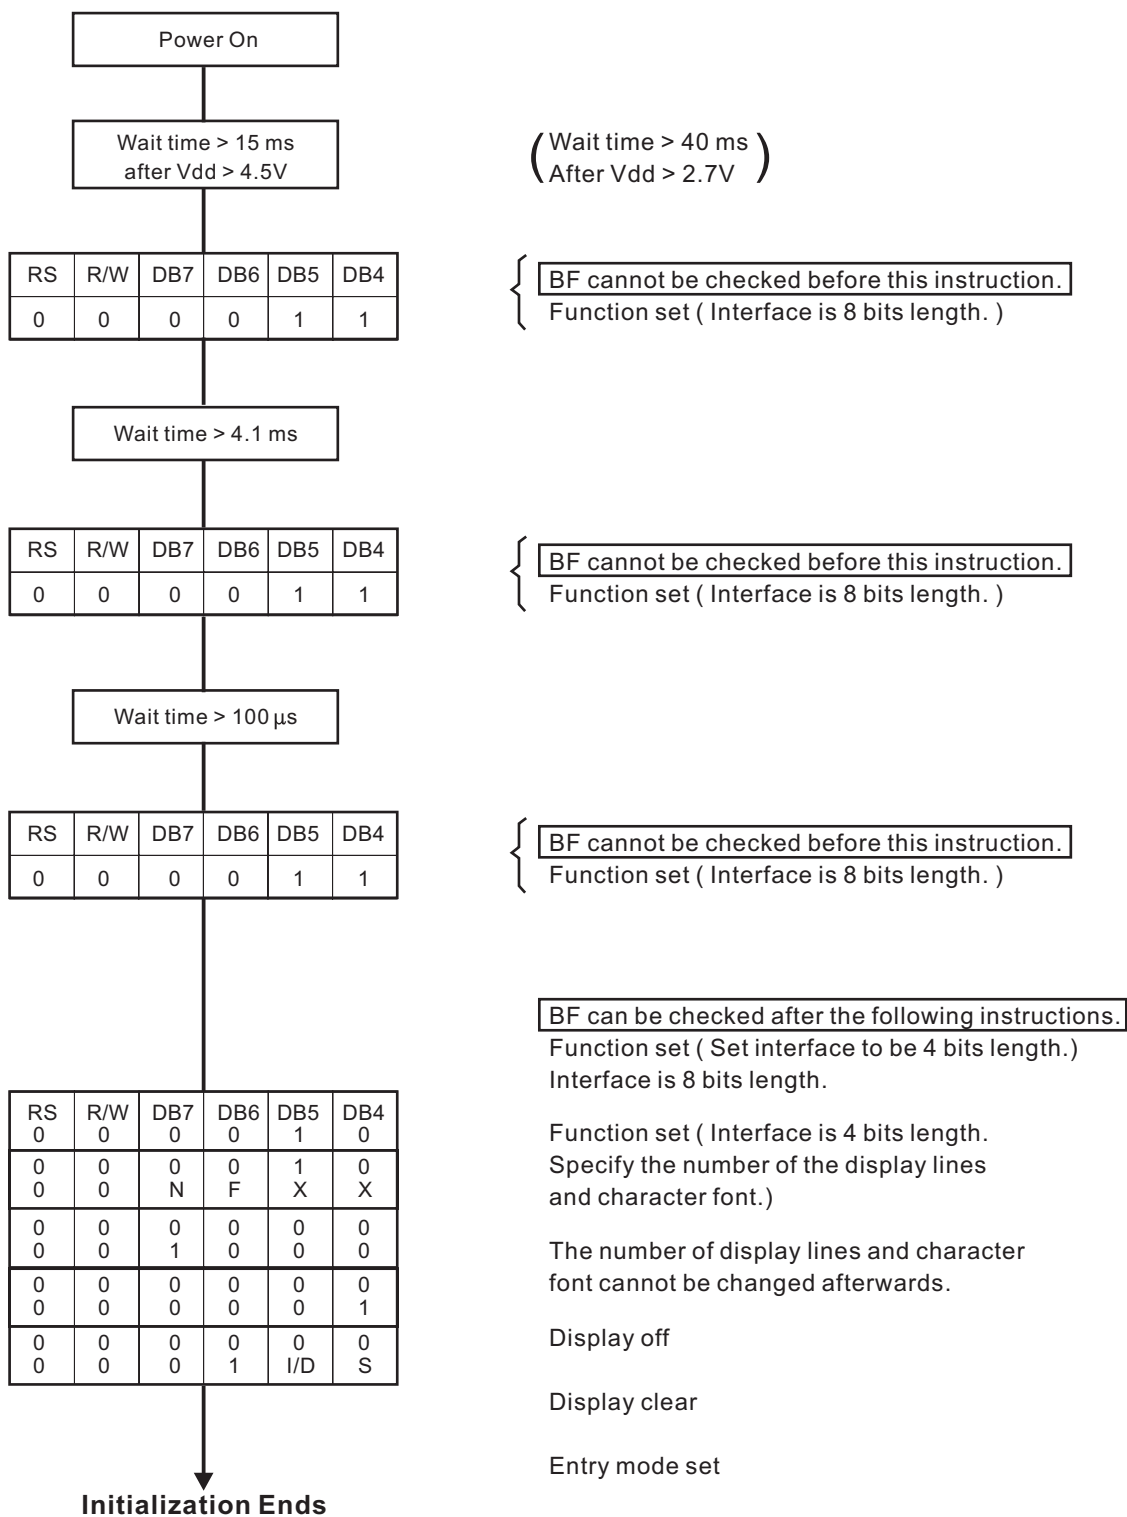 Power On
Wait time > 15 ms
after Vdd > 4.5V
(Wait time > 40 ms
After Vdd > 2.7V)
RS R/W DB7 DB6 DB5 DB4
0 0 0 0 1 1
BF cannot be checked before this instruction.
Function set ( Interface is 8 bits length. )
Wait time > 4.1 ms
RS R/W DB7 DB6 DB5 DB4
0 0 0 0 1 1
BF cannot be checked before this instruction.
Function set ( Interface is 8 bits length. )
Wait time > 100 µs
RS R/W DB7 DB6 DB5 DB4
0 0 0 0 1 1
BF cannot be checked before this instruction.
Function set ( Interface is 8 bits length. )
BF can be checked after the following instructions.
Function set ( Set interface to be 4 bits length.)
Interface is 8 bits length.
RS R/W DB7 DB6 DB5 DB4
0 0 0 0 1 0
0 0 0 0 1 0
0 0 N F X X
0 0 0 0 0 0
0 0 1 0 0 0
0 0 0 0 0 0
0 0 0 0 0 1
0 0 0 0 0 0
0 0 0 1 I/D S
Function set ( Interface is 4 bits length.
Specify the number of the display lines
and character font.)
The number of display lines and character
font cannot be changed afterwards.
Display off
Display clear
Entry mode set
Initialization Ends